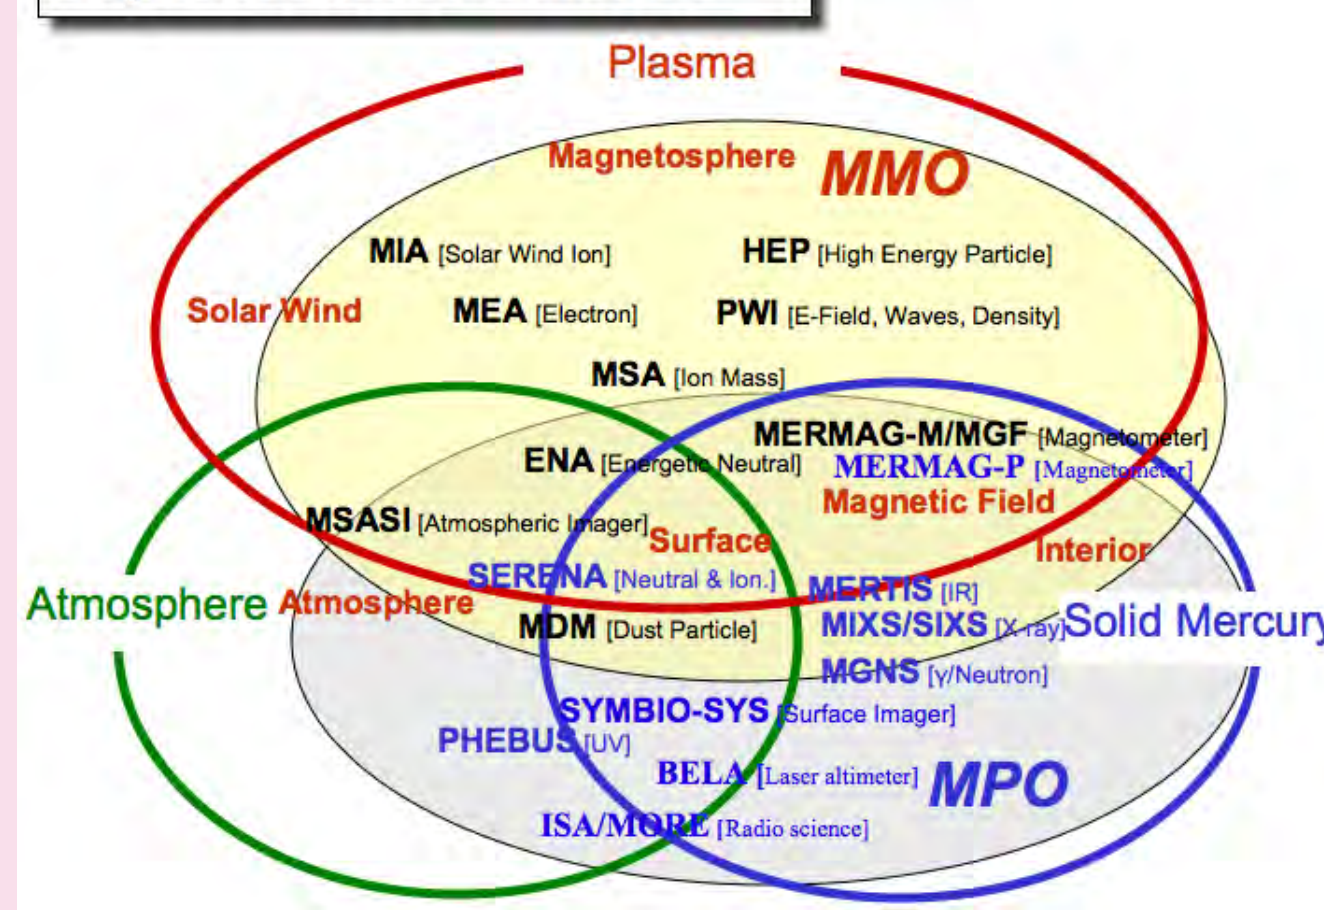 Plasma
Magnetosphere MMO
MIA [Solar Wind Ion] HEP [High Energy Particle]
Solar Wind MEA [Electron] PWI [E-Field, Waves, Density]
MSA [Ion Mass]
MERMAG-M/MGF [Magnetometer]
ENA [Energetic Neutral] MERMAG-P [Magnetometer]
Magnetic Field
MSASI [Atmospheric Imager]
Surface Interior
SERENA [Neutral & Ion.] MERTIS [IR]
Atmosphere Atmosphere
MDM [Dust Particle] MIXS/SIXS [X-ray] Solid Mercury
MGNS [γ/Neutron]
SYMBIO-SYS [Surface Imager]
PHEBUS [UV]
BELA [Laser altimeter] MPO
ISA/MORE [Radio science]